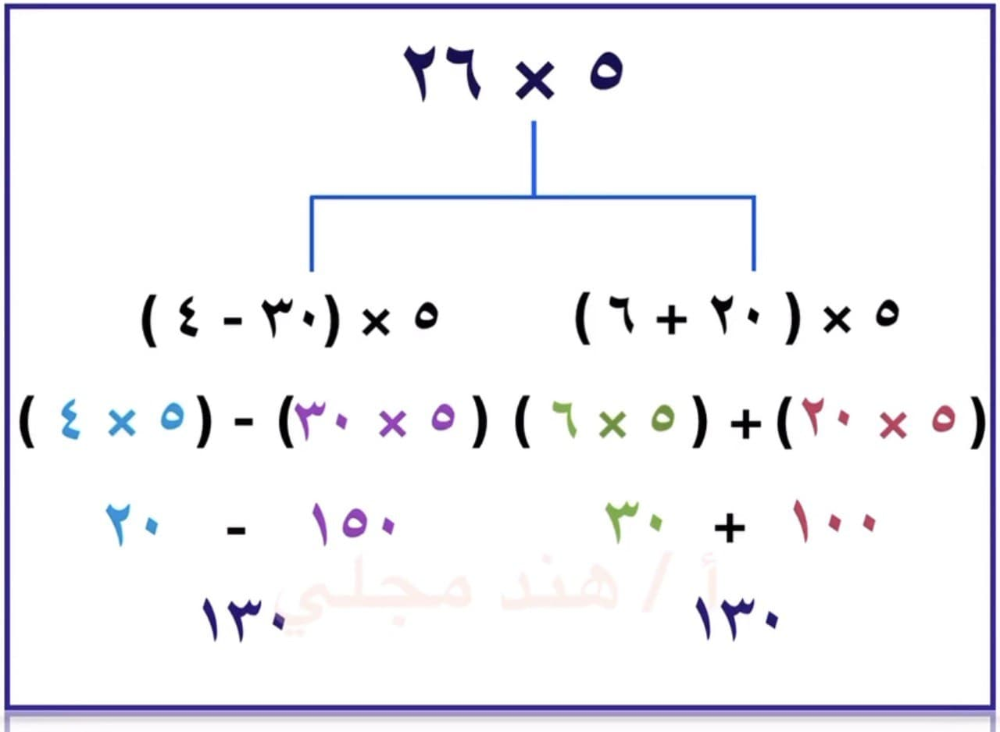 ٥ × ٢٦
٥ × (٢٠ + ٦) ٥ × (٣٠ - ٤)
(٥ × ٢٠) + (٥ × ٦) (٥ × ٣٠) - (٥ × ٤)
١٠٠ + ٣٠ ١٥٠ - ٢٠
أ / هند مجلي
١٣٠ ١٣٠